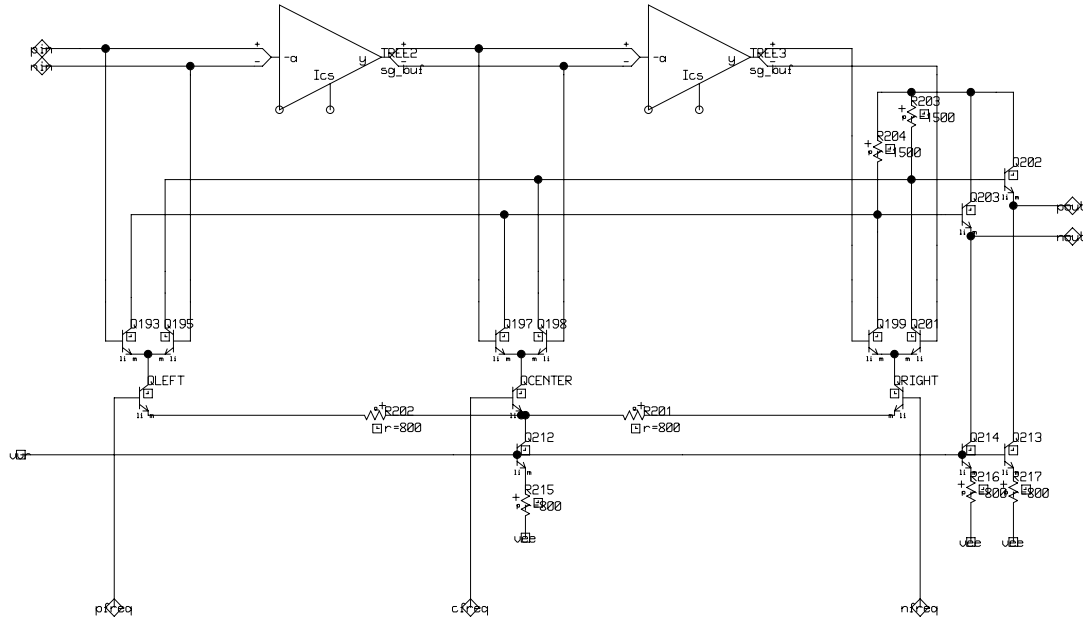 pin
nin
+
-
-a
y
Ics
TREE2
sg_buf
+
-
+
-
-a
y
Ics
TREE3
sg_buf
+
-
R203
1500
R204
1500
Q202
Q203
pout
nout
Q193
Q195
Q197
Q198
Q199
Q201
QLEFT
QCENTER
QRIGHT
R202
r=800
R201
r=800
Q212
Q214
Q213
R215
=800
R216
=800
R217
=800
vee
vee
vee
pfreq
cfreq
nfreq